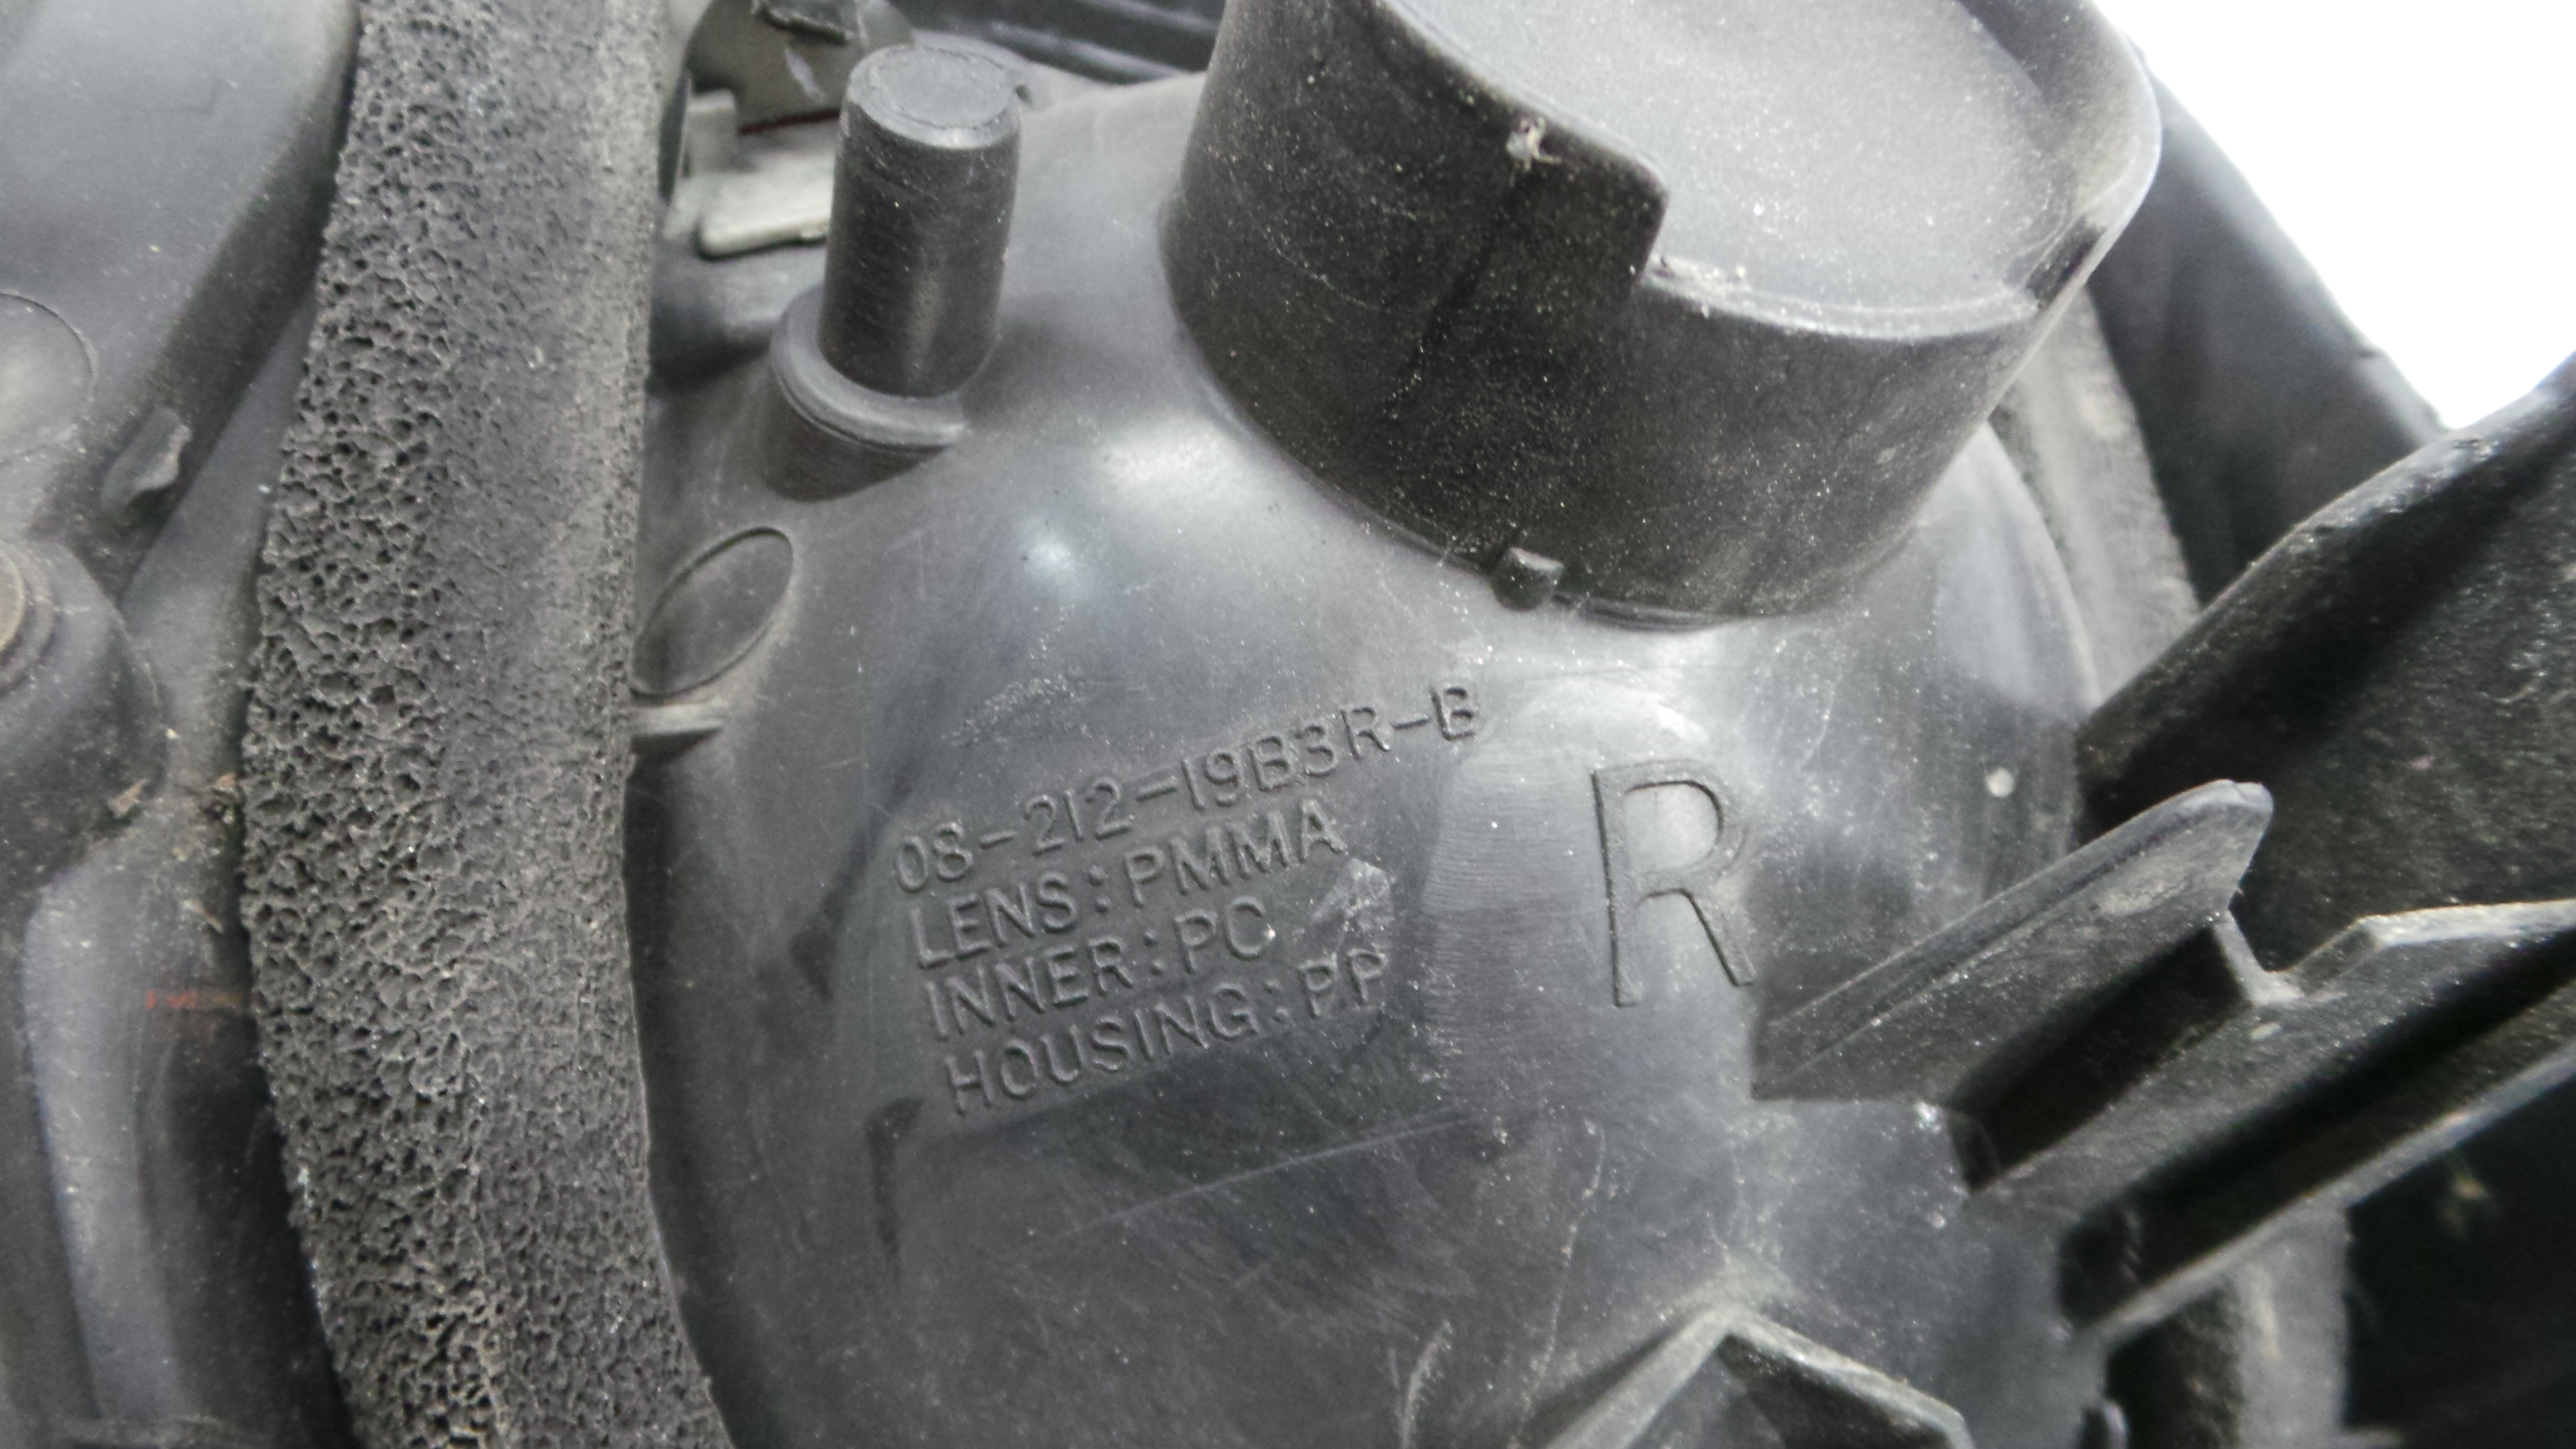 08-212-19B3R-B
LENS:PMMA
INNER:PC
HOUSING:PP
R